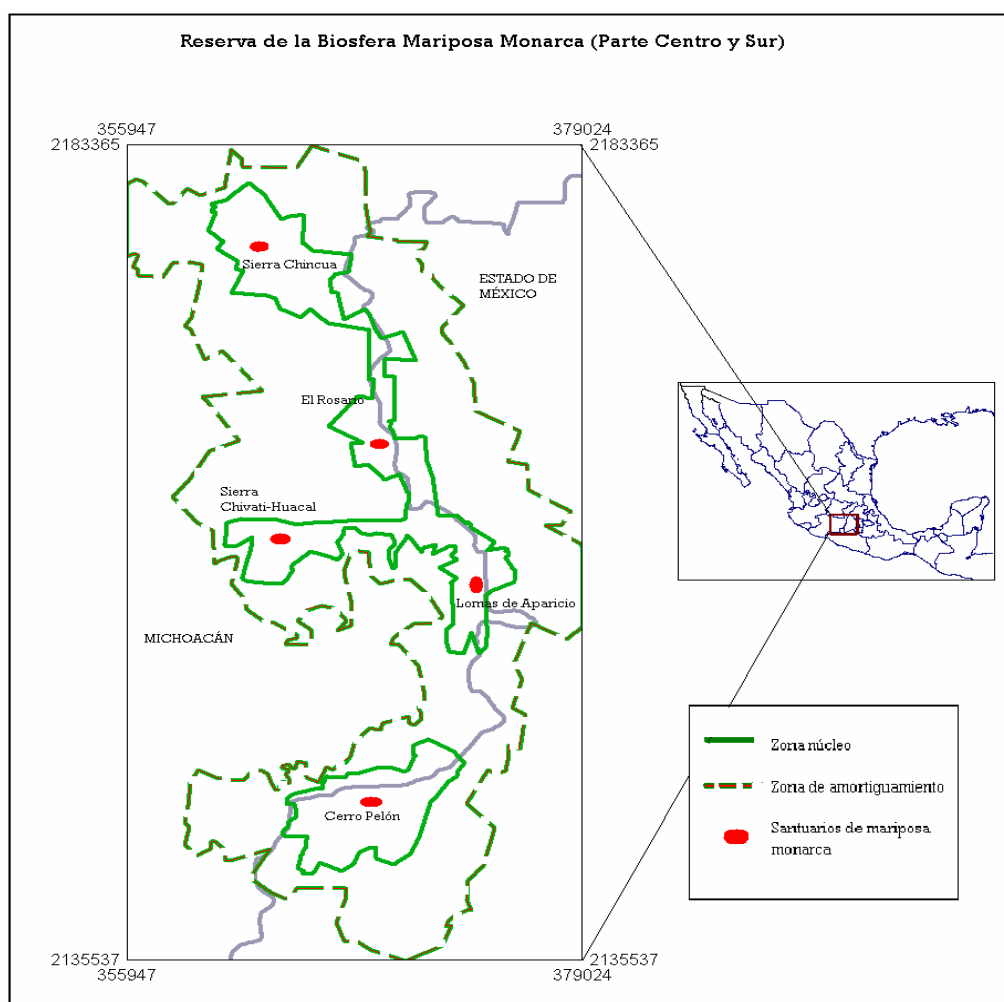 Reserva de la Biosfera Mariposa Monarca (Parte Centro y Sur)
355947
379024
2183365
2183365
Sierra Chincua
ESTADO DE
MÉXICO
El Rosario
Sierra
Chivati-Huacal
Lomas de Aparicio
MICHOACÁN
Cerro Pelón
Zona núcleo
Zona de amortiguamiento
Santuarios de mariposa
monarca
2135537
2135537
355947
379024